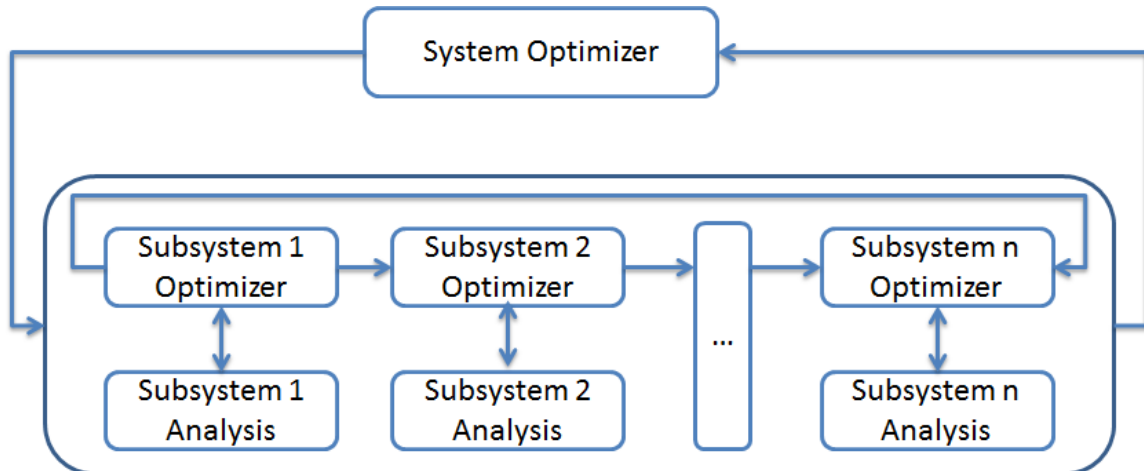 System Optimizer
Subsystem 1
Optimizer
Subsystem 2
Optimizer
...
Subsystem n
Optimizer
Subsystem 1
Analysis
Subsystem 2
Analysis
Subsystem n
Analysis